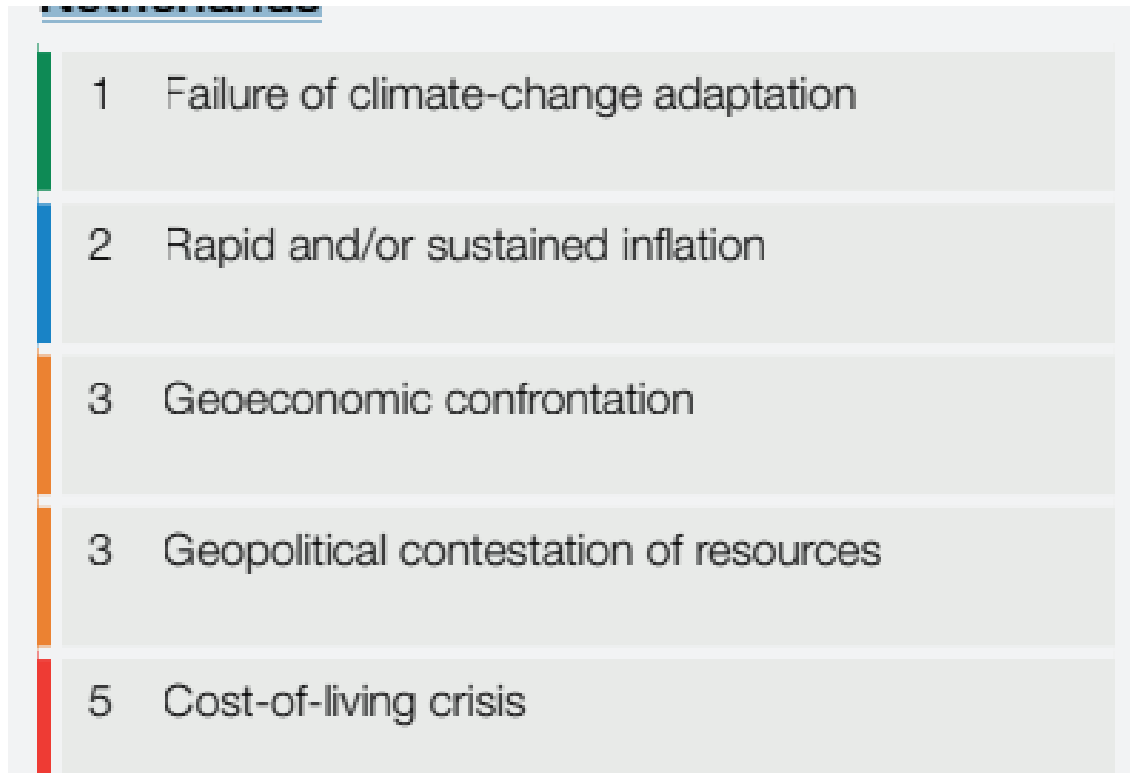 Netherlands
1 Failure of climate-change adaptation
2 Rapid and/or sustained inflation
3 Geoeconomic confrontation
3 Geopolitical contestation of resources
5 Cost-of-living crisis